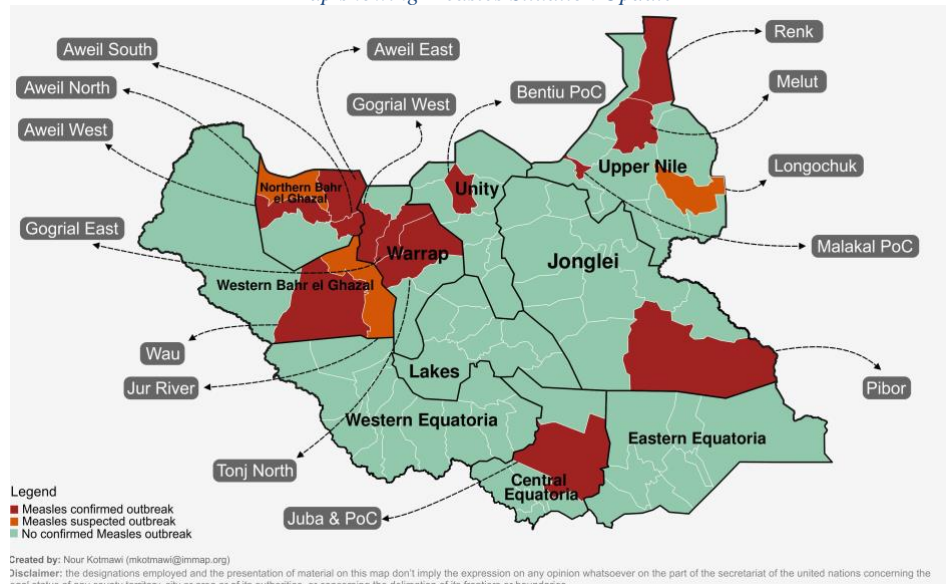 Aweil South
Aweil East
Renk
Aweil North
Gogrial West
Bentiu PoC
Melut
Aweil West
Upper Nile
Longochuk
Northern Bahr
el Ghazal
Unity
Gogrial East
Warrap
Jonglei
Malakal PoC
Western Bahr el Ghazal
Wau
Lakes
Jur River
Pibor
Western Equatoria
Eastern Equatoria
Tonj North
Central
Equatoria
Juba & PoC
Legend
Measles confirmed outbreak
Measles suspected outbreak
No confirmed Measles outbreak
Created by: Nour Kotmawi (mkotmawi@immap.org)
Disclaimer: the designations employed and the presentation of material on this map don't imply the expression on any opinion whatsoever on the part of the secretariat of the united nations concerning the